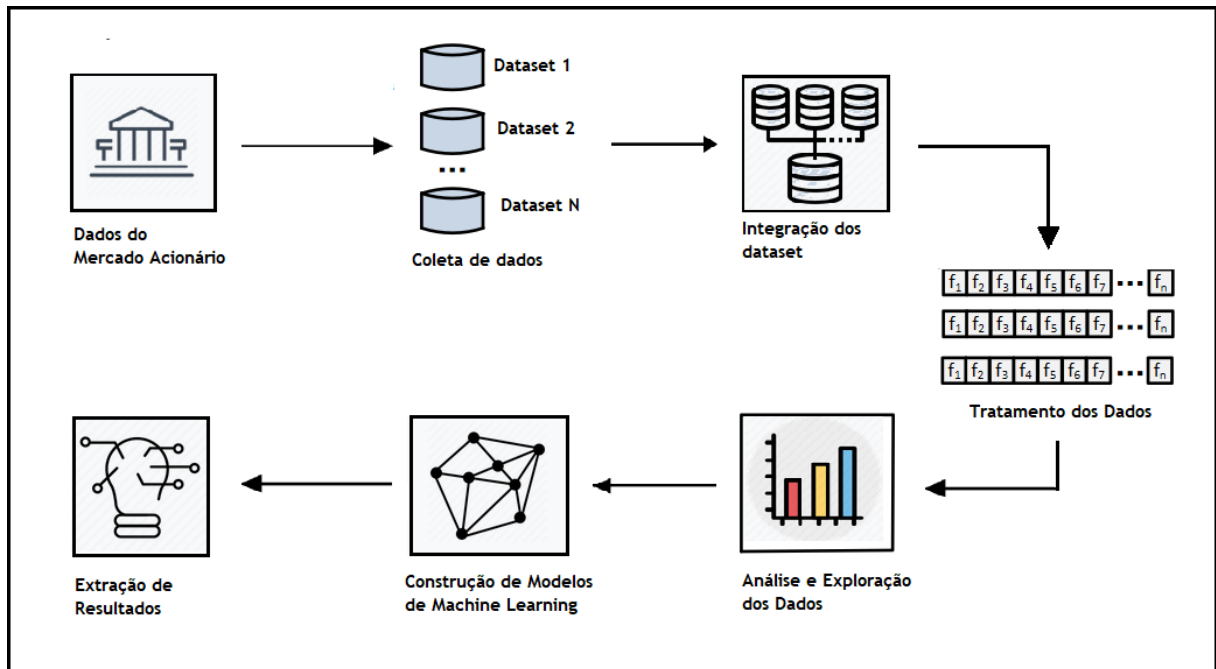 Dataset 1
Dataset 2
...
Dataset N
Dados do
Mercado Acionário
Coleta de dados
Integração dos
dataset
f1 f2 f3 f4 f5 f6 f7 ... fn
f1 f2 f3 f4 f5 f6 f7 ... fn
f1 f2 f3 f4 f5 f6 f7 ... fn
Tratamento dos Dados
Análise e Exploração
dos Dados
Construção de Modelos
de Machine Learning
Extração de
Resultados